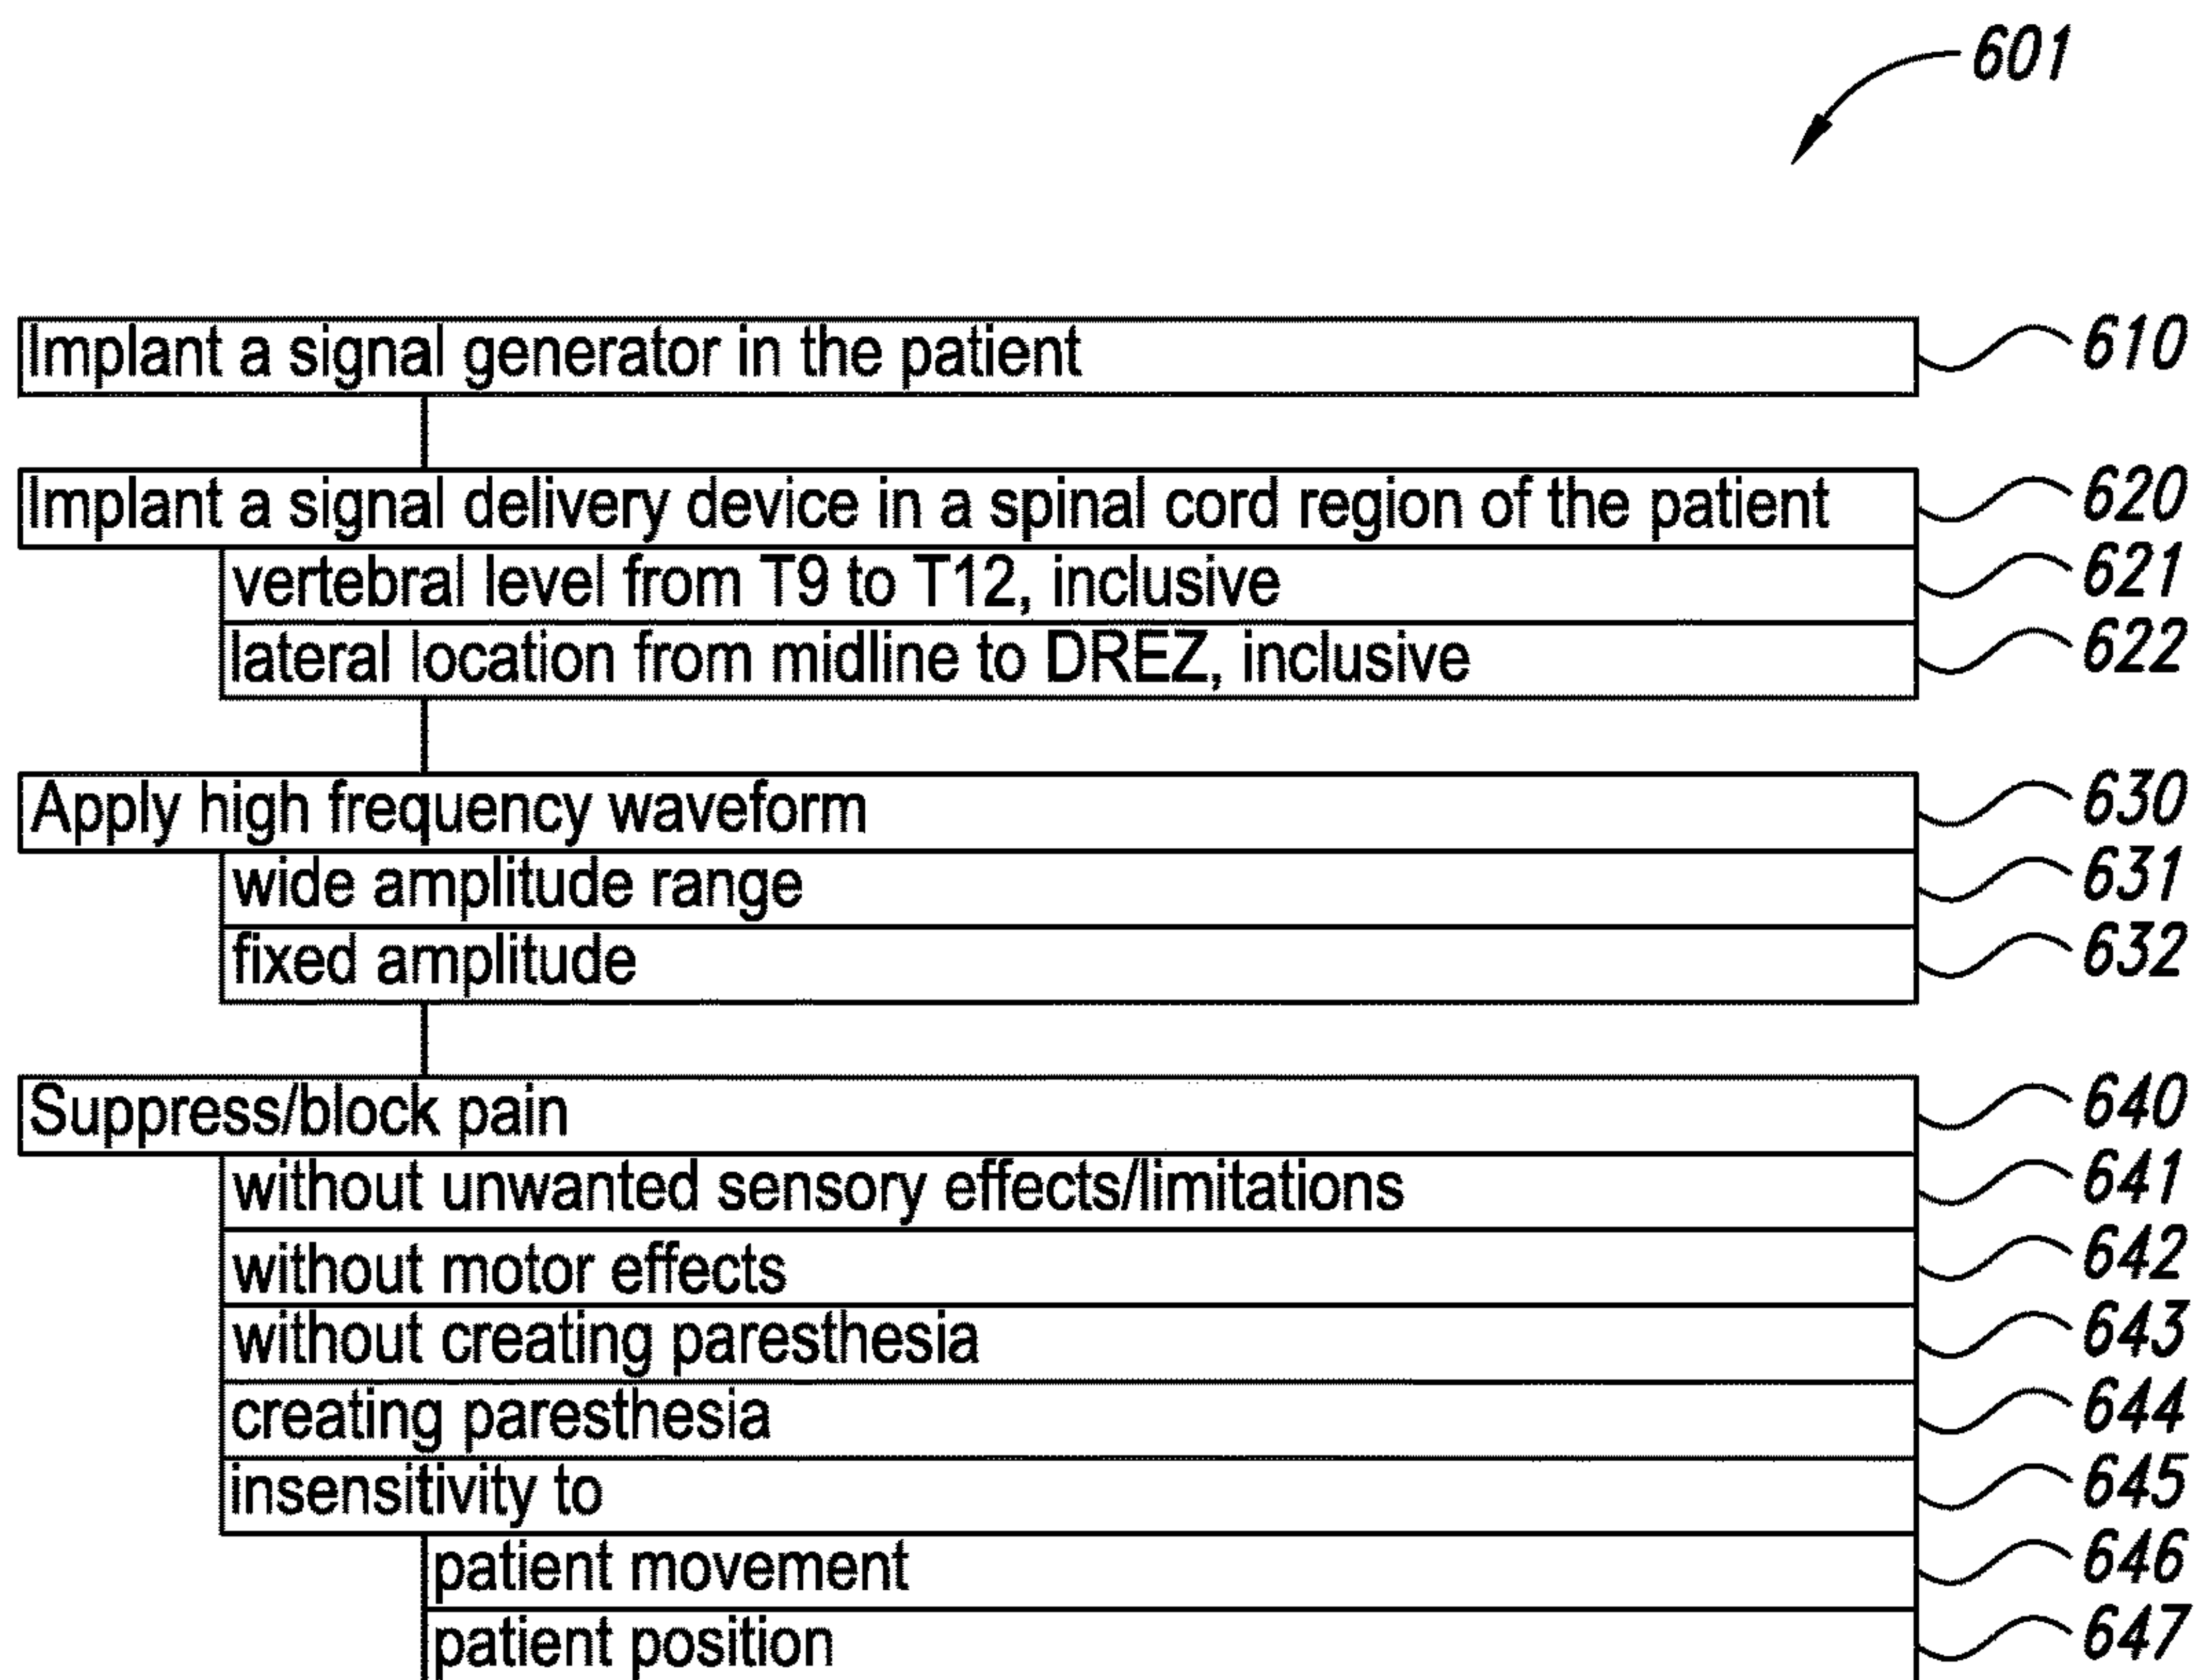 601
Implant a signal generator in the patient 610
Implant a signal delivery device in a spinal cord region of the patient 620
vertebral level from T9 to T12, inclusive 621
lateral location from midline to DREZ, inclusive 622
Apply high frequency waveform 630
wide amplitude range 631
fixed amplitude 632
Suppress/block pain 640
without unwanted sensory effects/limitations 641
without motor effects 642
without creating paresthesia 643
creating paresthesia 644
insensitivity to 645
patient movement 646
patient position 647